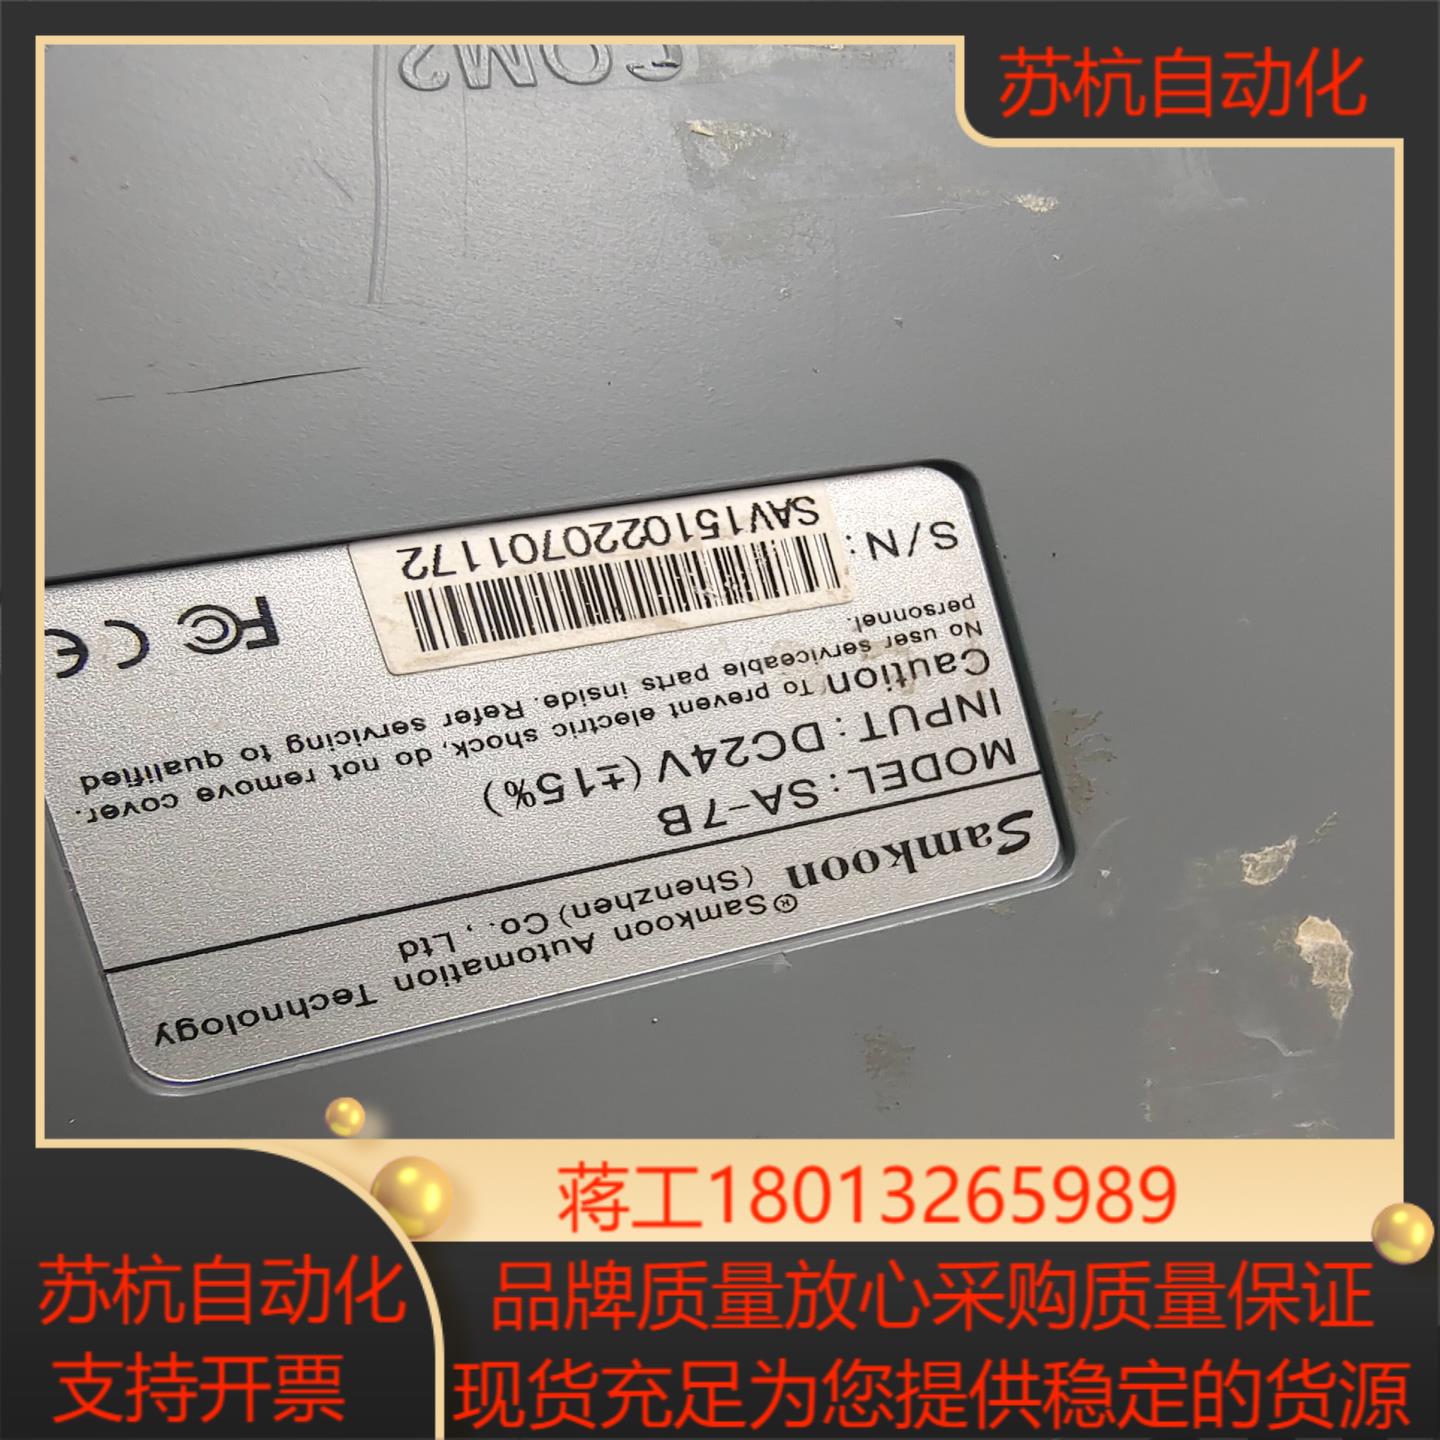 苏杭自动化
COM2
Samkoon®
Samkoon Automation Technology
(Shenzhen) Co., Ltd
MODEL: SA-7B
INPUT: DC24V (±15%)
Caution To prevent electric shock, do not remove cover.
No user serviceable parts inside. Refer servicing to qualified
personnel.
S/N:
SAV1510220701172
FC CE
蒋工18013265989
苏杭自动化
支持开票
品牌质量放心采购质量保证
现货充足为您提供稳定的货源